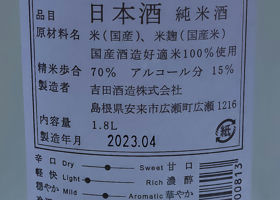 品目 日本酒 純米酒
原材料名 米(国産)、米麹(国産米)
国産酒造好適米100%使用
精米歩合 70% アルコール分 15%
製造者 吉田酒造株式会社
島根県安来市広瀬町広瀬1216
内容量 1.8L
紙
製造年月 2023.04
辛口 Dry Sweet 甘口
軽快 Light Rich 濃醇
穏やか Mild Aromatic 華やか
00813